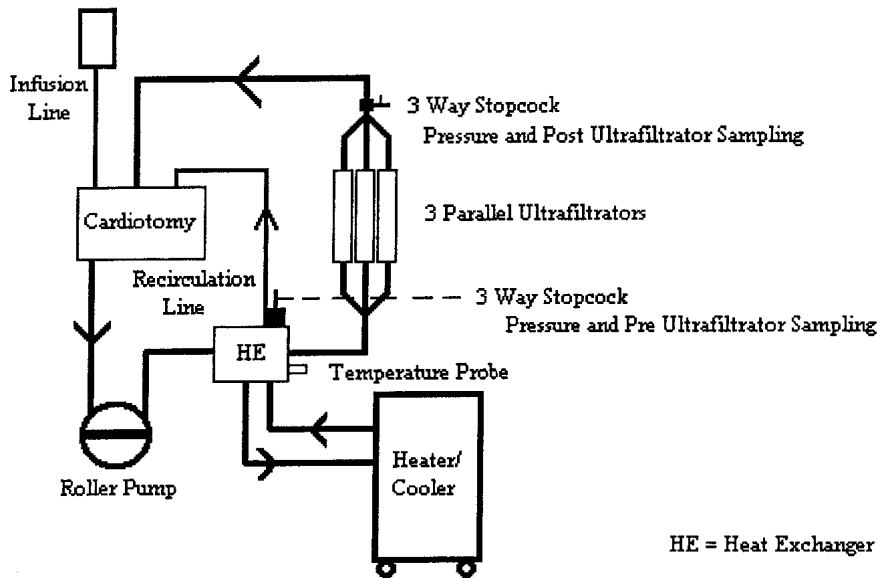 Infusion
Line
3 Way Stopcock
Pressure and Post Ultrafiltrator Sampling
Cardiotomy
3 Parallel Ultrafiltrators
Recirculation
Line
3 Way Stopcock
Pressure and Pre Ultrafiltrator Sampling
HE
Temperature Probe
Roller Pump
Heater/
Cooler
HE = Heat Exchanger